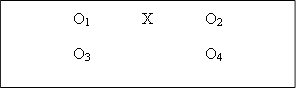 O₁ X O₂
O₃ O₄